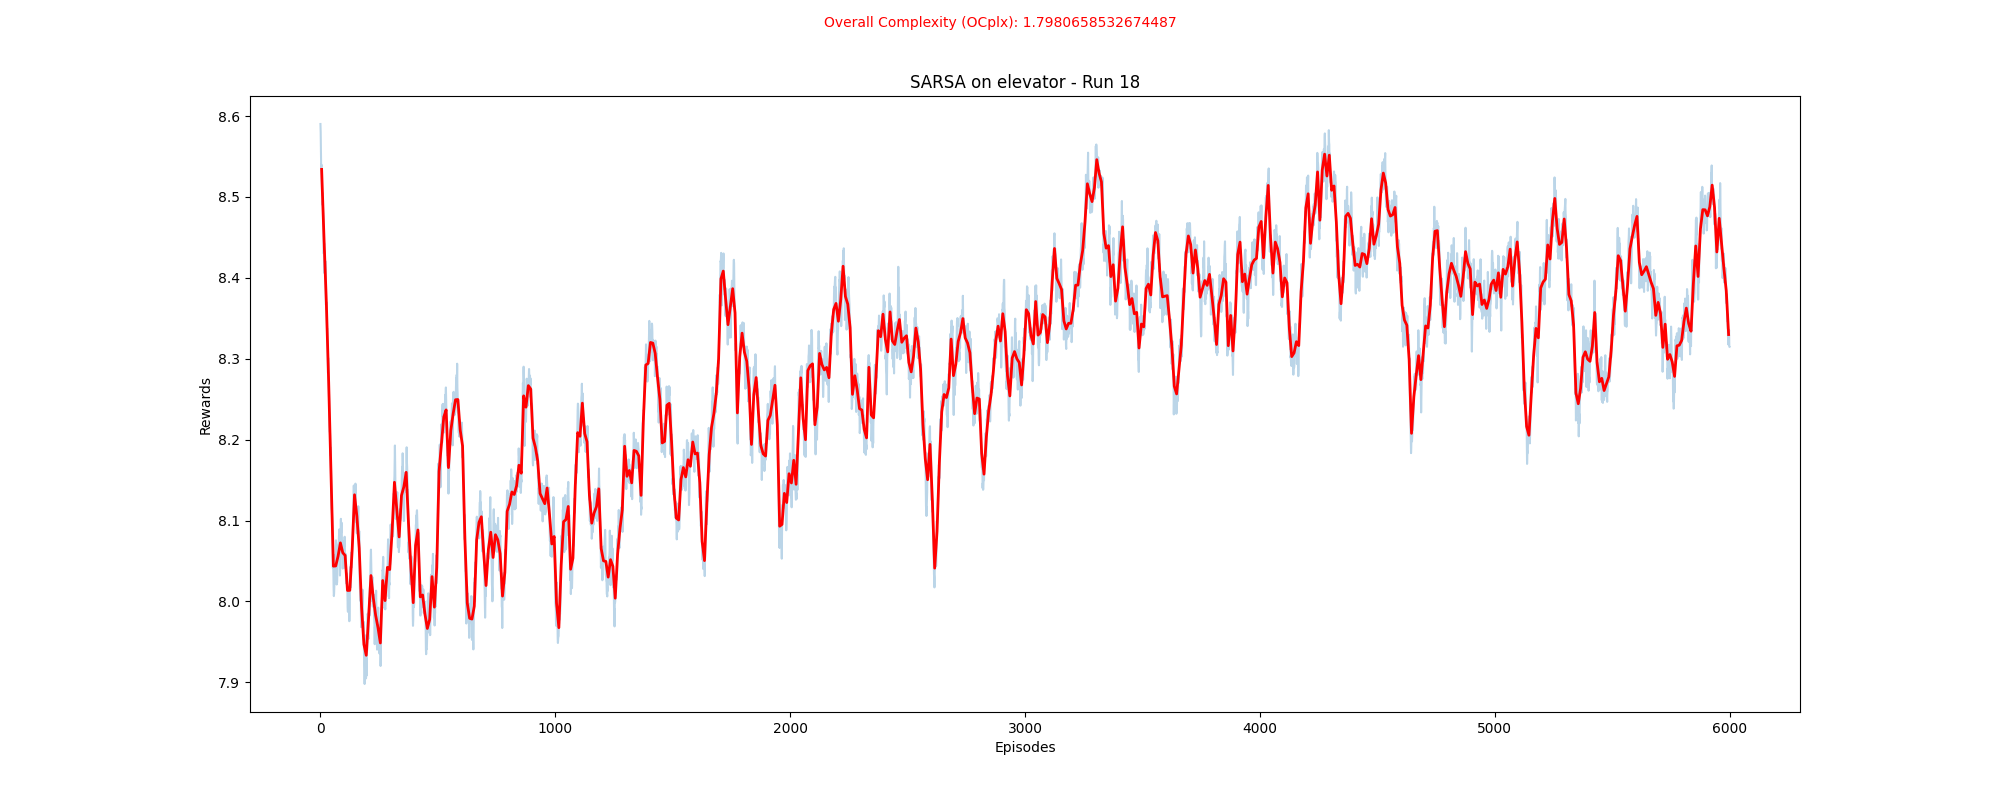 Overall Complexity (OCplx): 1.7980658532674487
SARSA on elevator - Run 18
8.6
8.5
8.4
8.3
8.2
8.1
8.0
7.9
Rewards
0 1000 2000 3000 4000 5000 6000
Episodes